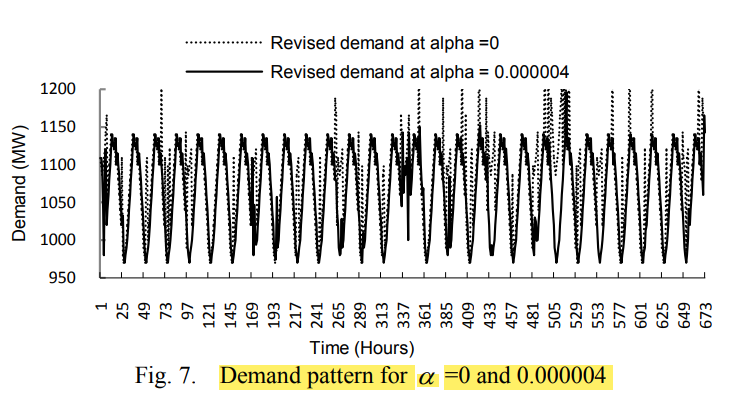 Revised demand at alpha =0
Revised demand at alpha = 0.000004
Demand (MW)
1200
1150
1100
1050
1000
950
1 25 49 73 97 121 145 169 193 217 241 265 289 313 337 361 385 409 433 457 481 505 529 553 577 601 625 649 673
Time (Hours)
Fig. 7. Demand pattern for α =0 and 0.000004